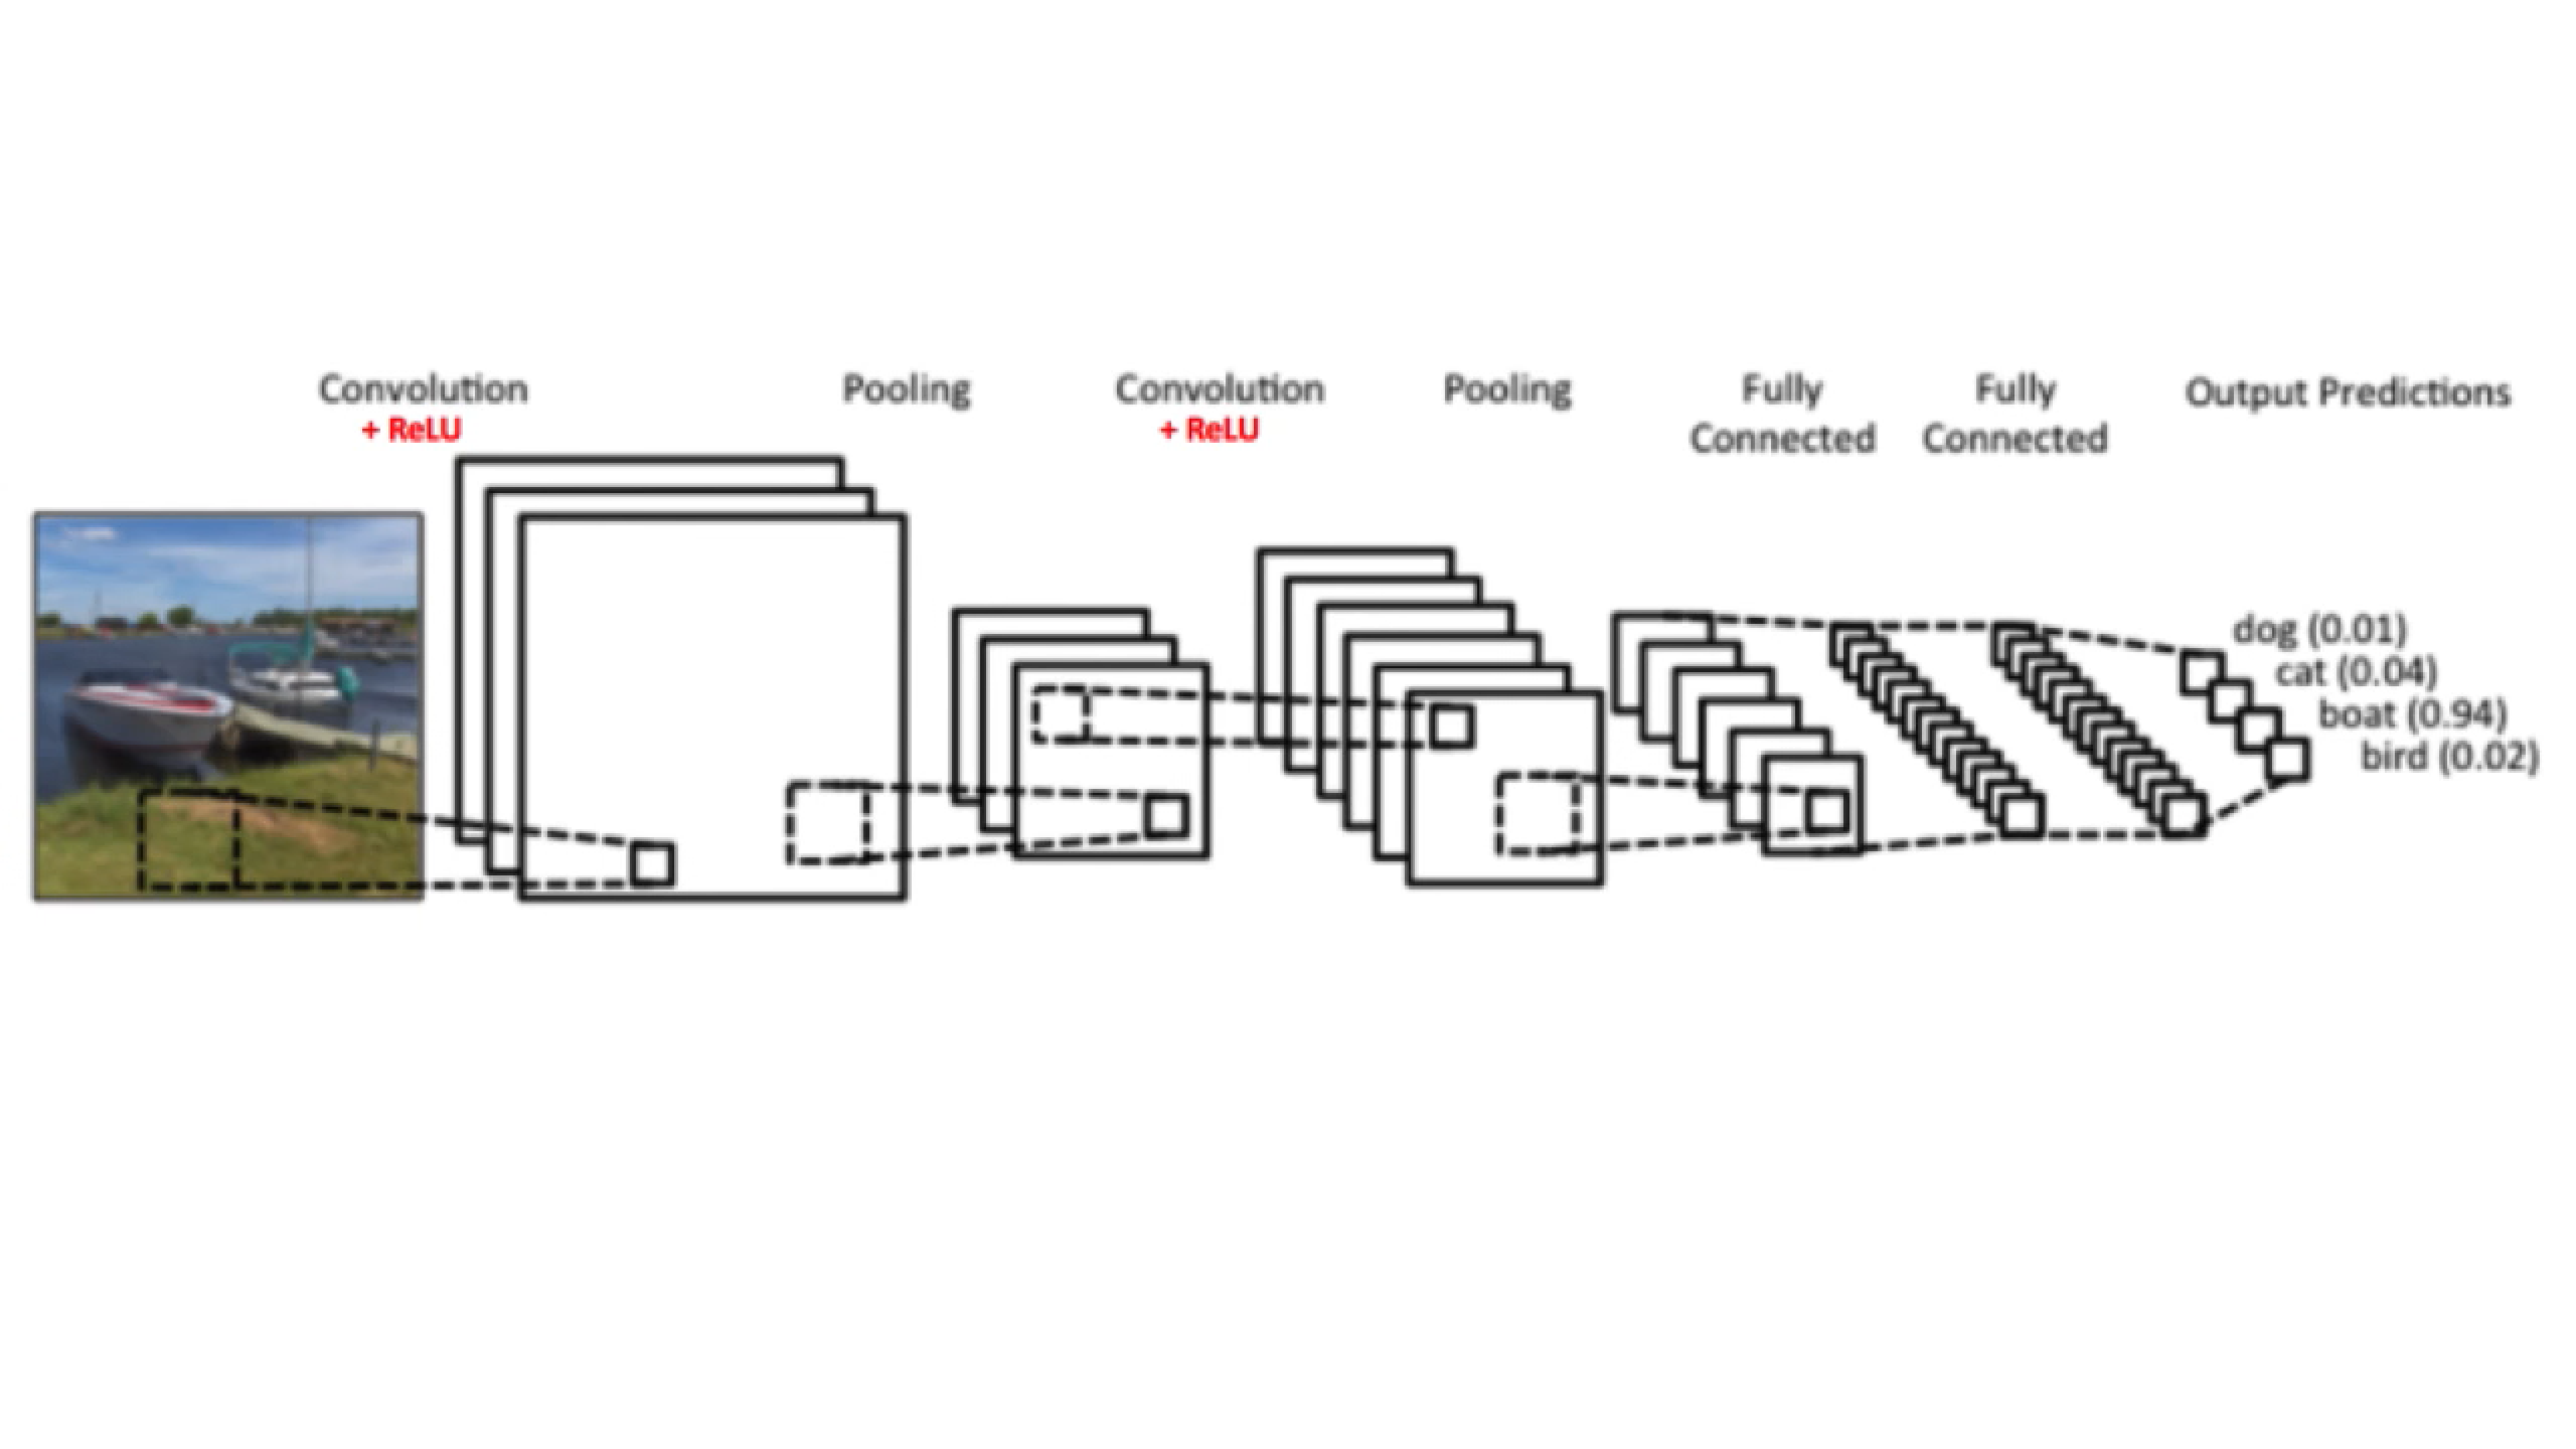 Convolution
+ ReLU
Pooling
Convolution
+ ReLU
Pooling
Fully
Connected
Fully
Connected
Output Predictions
dog (0.01)
cat (0.04)
boat (0.94)
bird (0.02)